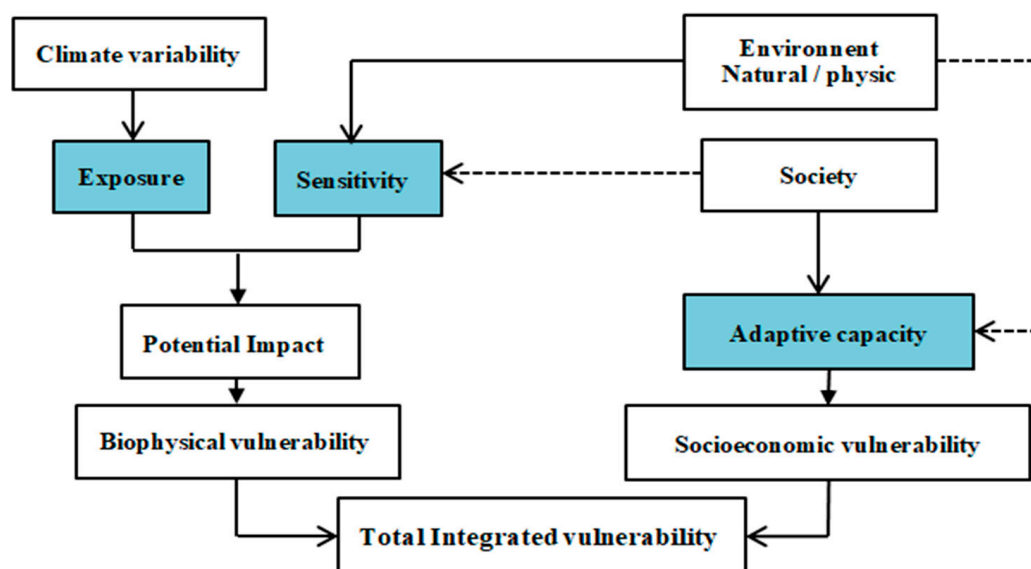 Climate variability
Environnent
Natural / physic
Exposure
Sensitivity
Society
Potential Impact
Adaptive capacity
Biophysical vulnerability
Socioeconomic vulnerability
Total Integrated vulnerability